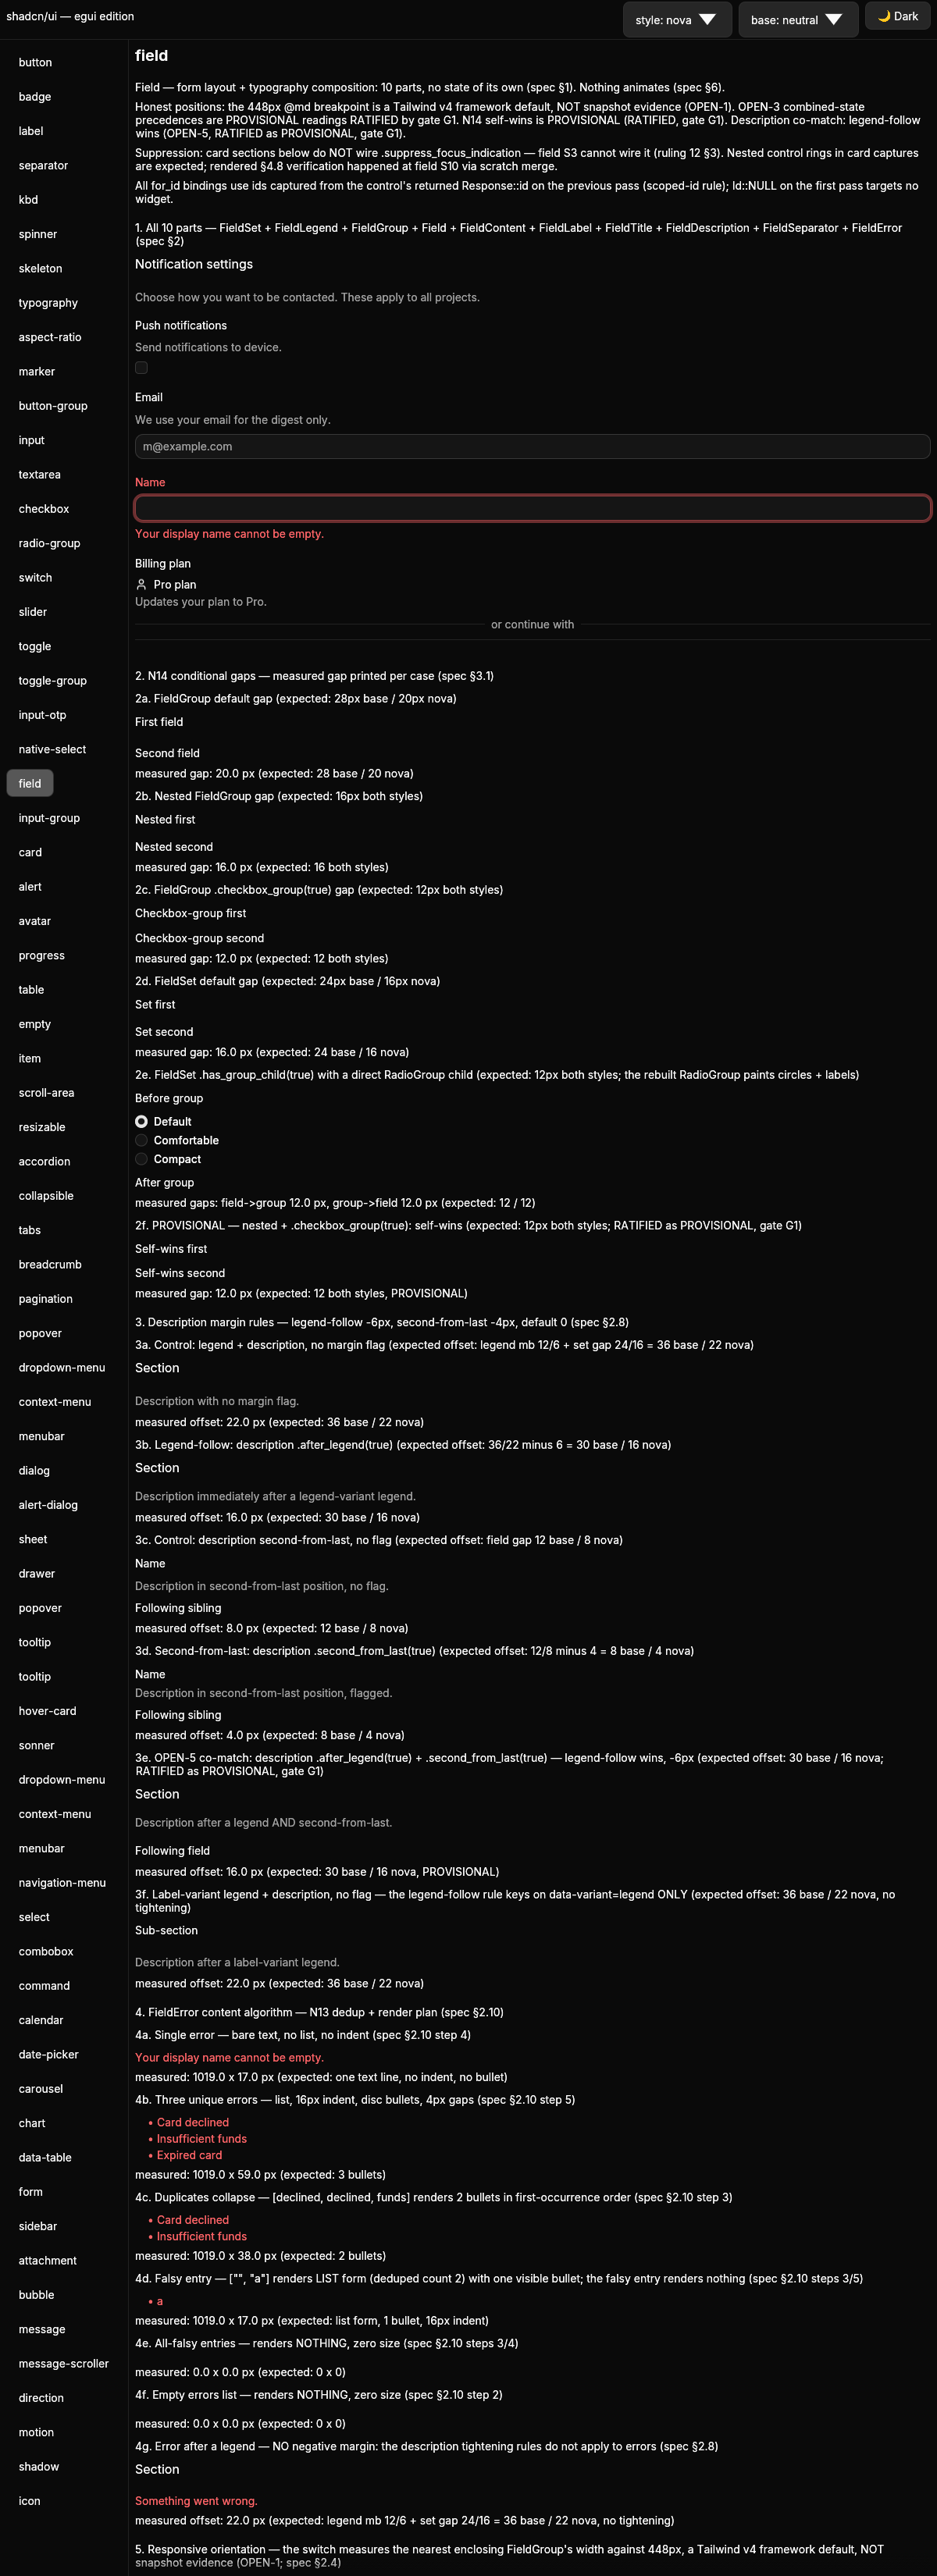 shadcn/ui — egui edition
style: nova
base: neutral
🌙 Dark
button
badge
label
separator
kbd
spinner
skeleton
typography
aspect-ratio
marker
button-group
input
textarea
checkbox
radio-group
switch
slider
toggle
toggle-group
input-otp
native-select
field
input-group
card
alert
avatar
progress
table
empty
item
scroll-area
resizable
accordion
collapsible
tabs
breadcrumb
pagination
popover
dropdown-menu
context-menu
menubar
dialog
alert-dialog
sheet
drawer
popover
tooltip
tooltip
hover-card
sonner
dropdown-menu
context-menu
menubar
navigation-menu
select
combobox
command
calendar
date-picker
carousel
chart
data-table
form
sidebar
attachment
bubble
message
message-scroller
direction
motion
shadow
icon
field
Field — form layout + typography composition: 10 parts, no state of its own (spec §1). Nothing animates (spec §6).
Honest positions: the 448px @md breakpoint is a Tailwind v4 framework default, NOT snapshot evidence (OPEN-1). OPEN-3 combined-state
precedences are PROVISIONAL readings RATIFIED by gate G1. N14 self-wins is PROVISIONAL (RATIFIED, gate G1). Description co-match: legend-follow
wins (OPEN-5, RATIFIED as PROVISIONAL, gate G1).
Suppression: card sections below do NOT wire .suppress_focus_indication — field S3 cannot wire it (ruling 12 §3). Nested control rings in card captures
are expected; rendered §4.8 verification happened at field S10 via scratch merge.
All for_id bindings use ids captured from the control's returned Response::id on the previous pass (scoped-id rule); Id::NULL on the first pass targets no
widget.
1. All 10 parts — FieldSet + FieldLegend + FieldGroup + Field + FieldContent + FieldLabel + FieldTitle + FieldDescription + FieldSeparator + FieldError
(spec §2)
Notification settings
Choose how you want to be contacted. These apply to all projects.
Push notifications
Send notifications to device.
Email
We use your email for the digest only.
m@example.com
Name
Your display name cannot be empty.
Billing plan
Pro plan
Updates your plan to Pro.
or continue with
2. N14 conditional gaps — measured gap printed per case (spec §3.1)
2a. FieldGroup default gap (expected: 28px base / 20px nova)
First field
Second field
measured gap: 20.0 px (expected: 28 base / 20 nova)
2b. Nested FieldGroup gap (expected: 16px both styles)
Nested first
Nested second
measured gap: 16.0 px (expected: 16 both styles)
2c. FieldGroup .checkbox_group(true) gap (expected: 12px both styles)
Checkbox-group first
Checkbox-group second
measured gap: 12.0 px (expected: 12 both styles)
2d. FieldSet default gap (expected: 24px base / 16px nova)
Set first
Set second
measured gap: 16.0 px (expected: 24 base / 16 nova)
2e. FieldSet .has_group_child(true) with a direct RadioGroup child (expected: 12px both styles; the rebuilt RadioGroup paints circles + labels)
Before group
Default
Comfortable
Compact
After group
measured gaps: field->group 12.0 px, group->field 12.0 px (expected: 12 / 12)
2f. PROVISIONAL — nested + .checkbox_group(true): self-wins (expected: 12px both styles; RATIFIED as PROVISIONAL, gate G1)
Self-wins first
Self-wins second
measured gap: 12.0 px (expected: 12 both styles, PROVISIONAL)
3. Description margin rules — legend-follow -6px, second-from-last -4px, default 0 (spec §2.8)
3a. Control: legend + description, no margin flag (expected offset: legend mb 12/6 + set gap 24/16 = 36 base / 22 nova)
Section
Description with no margin flag.
measured offset: 22.0 px (expected: 36 base / 22 nova)
3b. Legend-follow: description .after_legend(true) (expected offset: 36/22 minus 6 = 30 base / 16 nova)
Section
Description immediately after a legend-variant legend.
measured offset: 16.0 px (expected: 30 base / 16 nova)
3c. Control: description second-from-last, no flag (expected offset: field gap 12 base / 8 nova)
Name
Description in second-from-last position, no flag.
Following sibling
measured offset: 8.0 px (expected: 12 base / 8 nova)
3d. Second-from-last: description .second_from_last(true) (expected offset: 12/8 minus 4 = 8 base / 4 nova)
Name
Description in second-from-last position, flagged.
Following sibling
measured offset: 4.0 px (expected: 8 base / 4 nova)
3e. OPEN-5 co-match: description .after_legend(true) + .second_from_last(true) — legend-follow wins, -6px (expected offset: 30 base / 16 nova;
RATIFIED as PROVISIONAL, gate G1)
Section
Description after a legend AND second-from-last.
Following field
measured offset: 16.0 px (expected: 30 base / 16 nova, PROVISIONAL)
3f. Label-variant legend + description, no flag — the legend-follow rule keys on data-variant=legend ONLY (expected offset: 36 base / 22 nova, no
tightening)
Sub-section
Description after a label-variant legend.
measured offset: 22.0 px (expected: 36 base / 22 nova)
4. FieldError content algorithm — N13 dedup + render plan (spec §2.10)
4a. Single error — bare text, no list, no indent (spec §2.10 step 4)
Your display name cannot be empty.
measured: 1019.0 x 17.0 px (expected: one text line, no indent, no bullet)
4b. Three unique errors — list, 16px indent, disc bullets, 4px gaps (spec §2.10 step 5)
• Card declined
• Insufficient funds
• Expired card
measured: 1019.0 x 59.0 px (expected: 3 bullets)
4c. Duplicates collapse — [declined, declined, funds] renders 2 bullets in first-occurrence order (spec §2.10 step 3)
• Card declined
• Insufficient funds
measured: 1019.0 x 38.0 px (expected: 2 bullets)
4d. Falsy entry — ["", "a"] renders LIST form (deduped count 2) with one visible bullet; the falsy entry renders nothing (spec §2.10 steps 3/5)
• a
measured: 1019.0 x 17.0 px (expected: list form, 1 bullet, 16px indent)
4e. All-falsy entries — renders NOTHING, zero size (spec §2.10 steps 3/4)
measured: 0.0 x 0.0 px (expected: 0 x 0)
4f. Empty errors list — renders NOTHING, zero size (spec §2.10 step 2)
measured: 0.0 x 0.0 px (expected: 0 x 0)
4g. Error after a legend — NO negative margin: the description tightening rules do not apply to errors (spec §2.8)
Section
Something went wrong.
measured offset: 22.0 px (expected: legend mb 12/6 + set gap 24/16 = 36 base / 22 nova, no tightening)
5. Responsive orientation — the switch measures the nearest enclosing FieldGroup's width against 448px, a Tailwind v4 framework default, NOT
snapshot evidence (OPEN-1; spec §2.4)